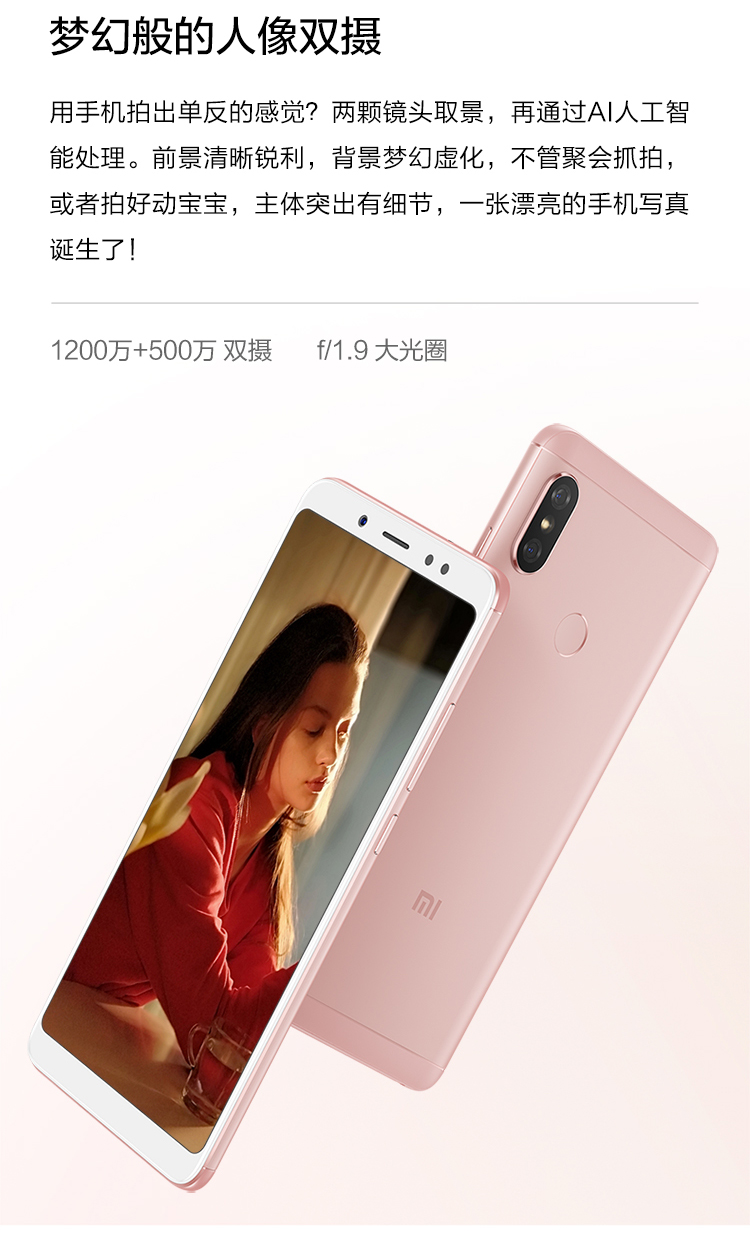 梦幻般的人像双摄
用手机拍出单反的感觉？两颗镜头取景，再通过AI人工智
能处理。前景清晰锐利，背景梦幻虚化，不管聚会抓拍，
或者拍好动宝宝，主体突出有细节，一张漂亮的手机写真
诞生了！
1200万+500万 双摄 f/1.9 大光圈
MI